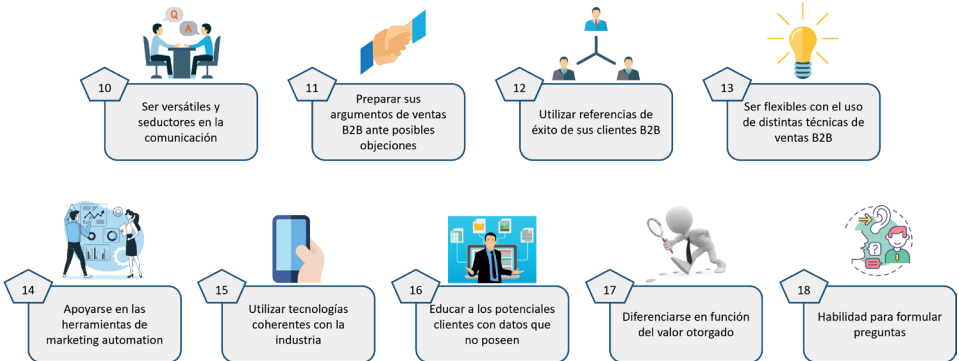 Q
A
10
Ser versátiles y
seductores en la
comunicación
11
Preparar sus
argumentos de ventas
B2B ante posibles
objeciones
12
Utilizar referencias de
éxito de sus clientes B2B
13
Ser flexibles con el uso
de distintas técnicas de
ventas B2B
14
Apoyarse en las
herramientas de
marketing automation
15
Utilizar tecnologías
coherentes con la
industria
16
Educar a los potenciales
clientes con datos que
no poseen
17
Diferenciarse en función
del valor otorgado
?
18
Habilidad para formular
preguntas